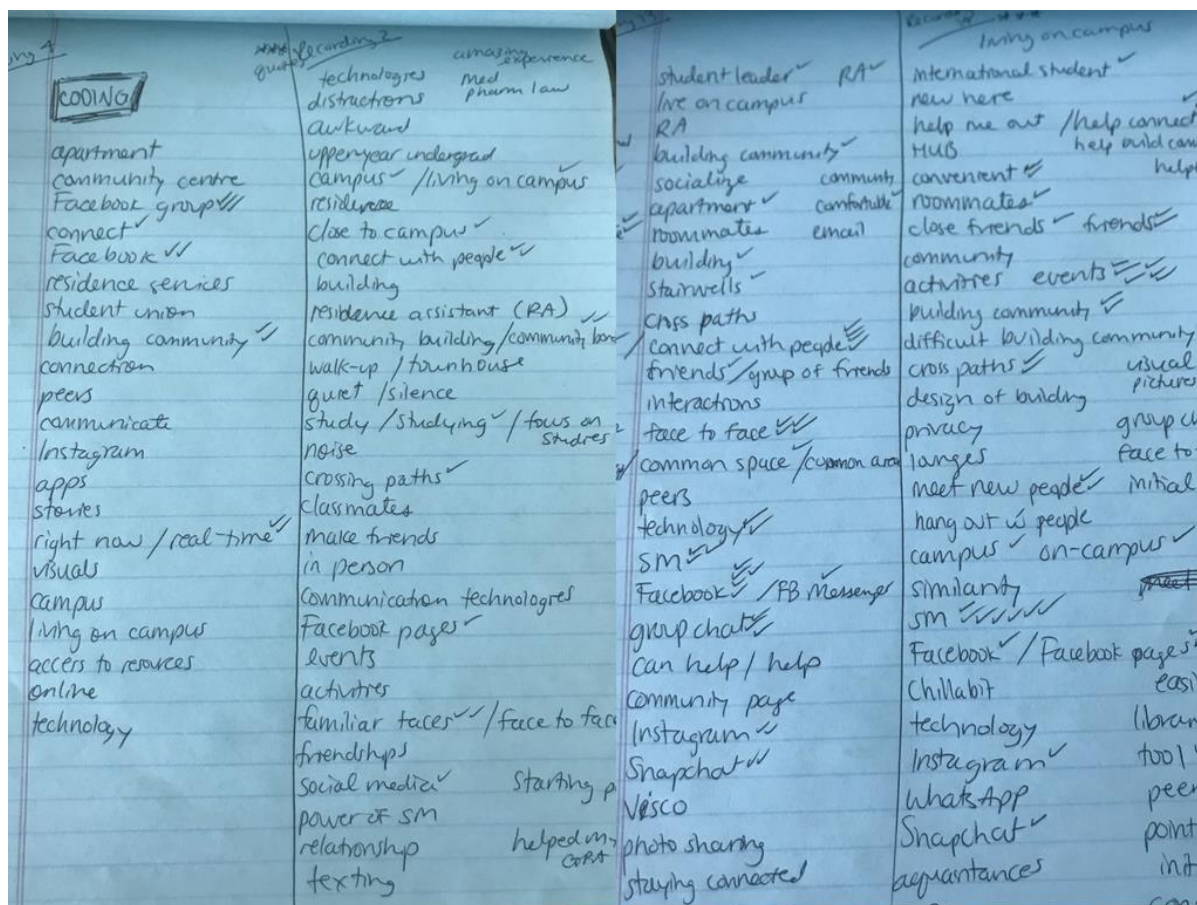 CODING
apartment
community centre
Facebook group
connect
Facebook
residence services
student union
building community
connection
peers
communicate
Instagram
apps
stories
right now / real-time
visuals
campus
living on campus
access to resources
online
technology
Recording 2
quotes
amazing experience
technologies med
distractions pharm law
awkward
upperyear undergrad
campus / living on campus
residence
close to campus
connect with people
building
residence assistant (RA)
community building / community
walk-up / townhouse
quiet / silence
study / studying / focus on studies
noise
crossing paths
classmates
make friends
in person
communication technologies
Facebook pages
events
activities
familiar faces / face to fac
friendships
social media Starting p
power of SM
relationship helped
texting
student leader RA
live on campus
RA
building community
socialize community
apartment comfortable
roommates email
building
stairwells
cross paths
connect with people
friends / group of friends
interactions
face to face
common space / common area
peers
technology
SM
Facebook / FB Messenger
group chat
can help / help
community page
Instagram
Snapchat
photo sharing
staying connected
living on campus
international student
new here
help me out / help connect
HUB help build com
convenient help
roommates
close friends friends
community
activities events
building community
difficult building community
cross paths visual
design of building pictures
privacy group c
lounges face to
meet new people initial
hang out w people
campus on-campus
similarity
SM
Facebook / Facebook pages
Chillabit easi
technology librar
Instagram tool
WhatsApp peer
Snapchat point
acquantances init